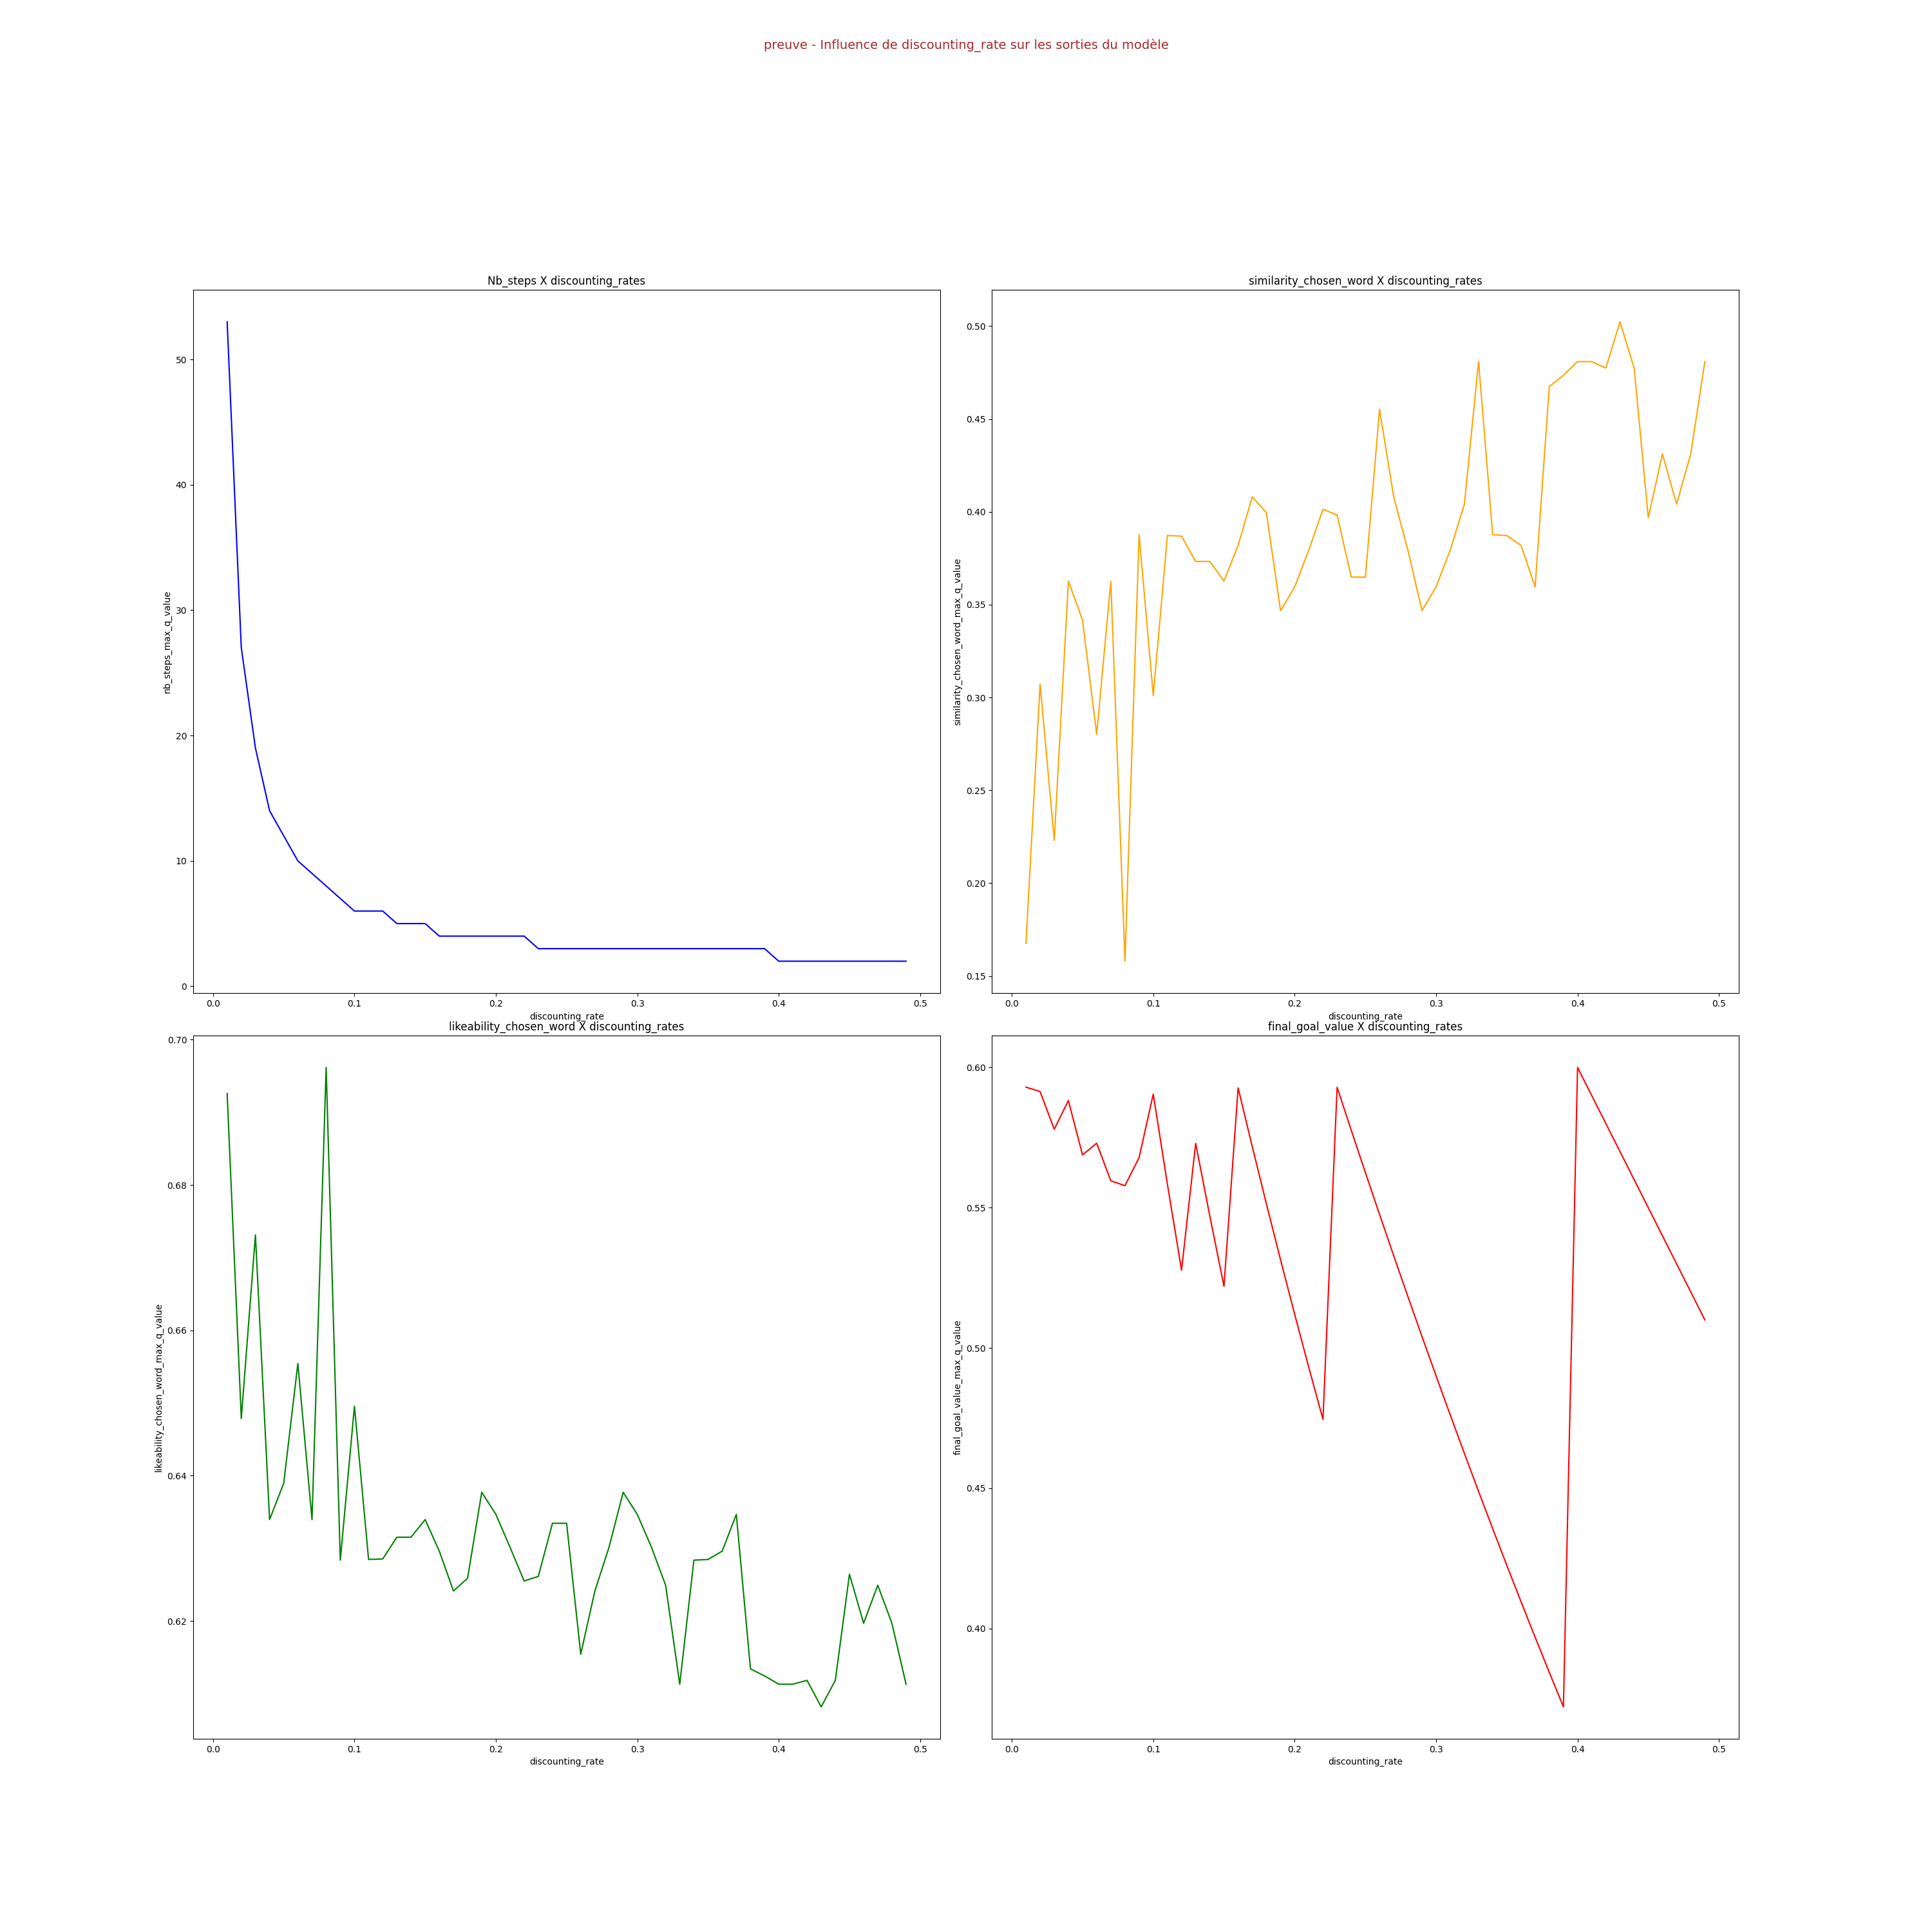 preuve - Influence de discounting_rate sur les sorties du modèle
Nb_steps X discounting_rates
nb_steps_max_q_value
50
40
30
20
10
0
0.0 0.1 0.2 0.3 0.4 0.5
discounting_rate
similarity_chosen_word X discounting_rates
similarity_chosen_word_max_q_value
0.50
0.45
0.40
0.35
0.30
0.25
0.20
0.15
0.0 0.1 0.2 0.3 0.4 0.5
discounting_rate
likeability_chosen_word X discounting_rates
likeability_chosen_word_max_q_value
0.70
0.68
0.66
0.64
0.62
0.0 0.1 0.2 0.3 0.4 0.5
discounting_rate
final_goal_value X discounting_rates
final_goal_value_max_q_value
0.60
0.55
0.50
0.45
0.40
0.0 0.1 0.2 0.3 0.4 0.5
discounting_rate